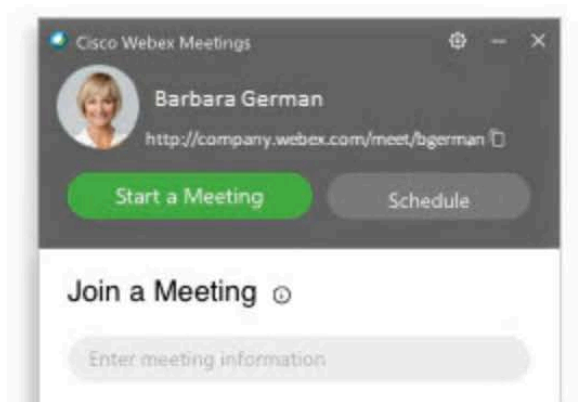 Cisco Webex Meetings
Barbara German
http://company.webex.com/meet/bgerman
Start a Meeting
Schedule
Join a Meeting
Enter meeting information